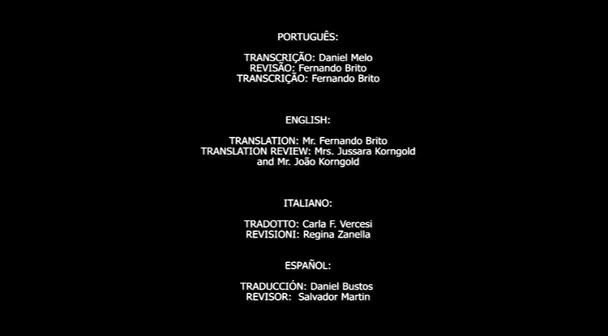 PORTUGUÊS:
TRANSCRIÇÃO: Daniel Melo
REVISÃO: Fernando Brito
TRANSCRIÇÃO: Fernando Brito
ENGLISH:
TRANSLATION: Mr. Fernando Brito
TRANSLATION REVIEW: Mrs. Jussara Korngold
and Mr. João Korngold
ITALIANO:
TRADOTTO: Carla F. Vercesi
REVISIONI: Regina Zanella
ESPAÑOL:
TRADUCCIÓN: Daniel Bustos
REVISOR: Salvador Martin